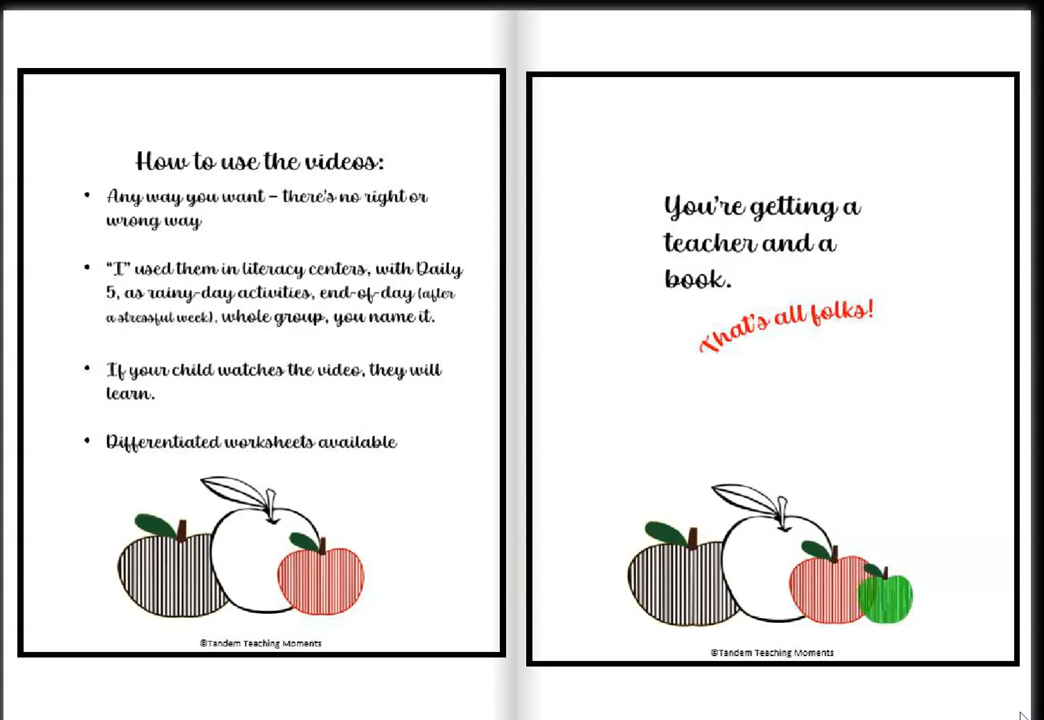 How to use the videos:
• Any way you want – there's no right or
wrong way
• "I" used them in literacy centers, with Daily
5, as rainy-day activities, end-of-day (after
a stressful week), whole group, you name it.
• If your child watches the video, they will
learn.
• Differentiated worksheets available
©Tandem Teaching Moments
You're getting a
teacher and a
book.
That's all folks!
©Tandem Teaching Moments